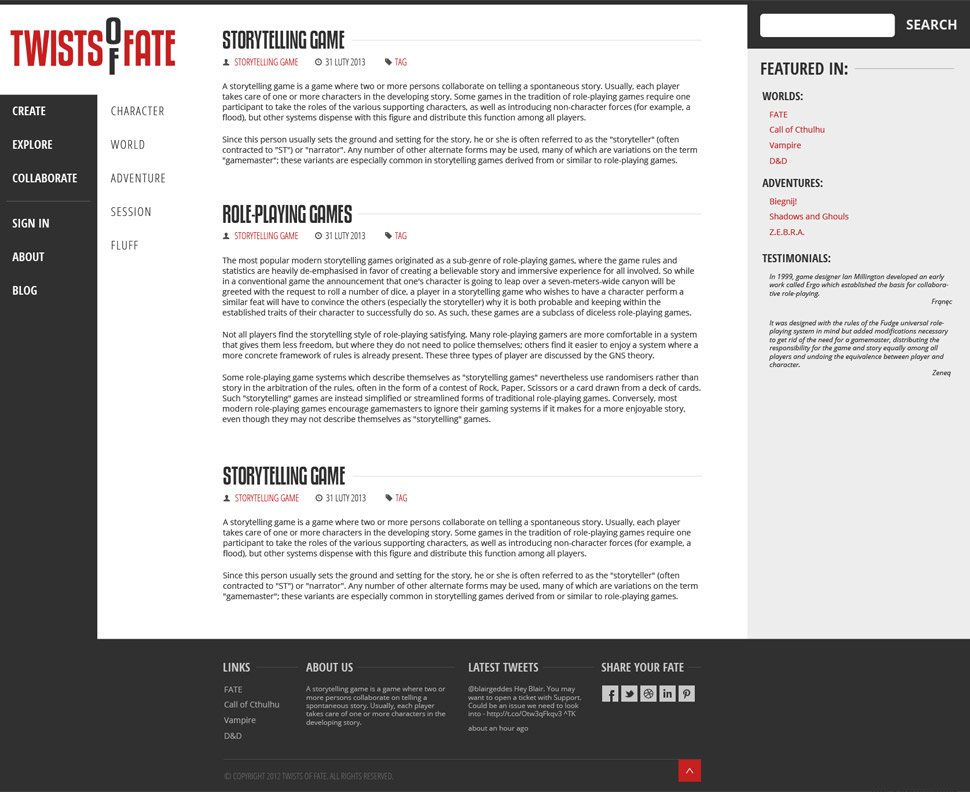 TWISTS OF FATE
CREATE
EXPLORE
COLLABORATE
SIGN IN
ABOUT
BLOG
CHARACTER
WORLD
ADVENTURE
SESSION
FLUFF
STORYTELLING GAME
STORYTELLING GAME 31 LUTY 2013 TAG
A storytelling game is a game where two or more persons collaborate on telling a spontaneous story. Usually, each player
takes care of one or more characters in the developing story. Some games in the tradition of role-playing games require one
participant to take the roles of the various supporting characters, as well as introducing non-character forces (for example, a
flood), but other systems dispense with this figure and distribute this function among all players.
Since this person usually sets the ground and setting for the story, he or she is often referred to as the "storyteller" (often
contracted to "ST") or "narrator". Any number of other alternate forms may be used, many of which are variations on the term
"gamemaster"; these variants are especially common in storytelling games derived from or similar to role-playing games.
ROLE-PLAYING GAMES
STORYTELLING GAME 31 LUTY 2013 TAG
The most popular modern storytelling games originated as a sub-genre of role-playing games, where the game rules and
statistics are heavily de-emphasised in favor of creating a believable story and immersive experience for all involved. So while
in a conventional game the announcement that one's character is going to leap over a seven-meters-wide canyon will be
greeted with the request to roll a number of dice, a player in a storytelling game who wishes to have a character perform a
similar feat will have to convince the others (especially the storyteller) why it is both probable and keeping within the
established traits of their character to successfully do so. As such, these games are a subclass of diceless role-playing games.
Not all players find the storytelling style of role-playing satisfying. Many role-playing gamers are more comfortable in a system
that gives them less freedom, but where they do not need to police themselves; others find it easier to enjoy a system where a
more concrete framework of rules is already present. These three types of player are discussed by the GNS theory.
Some role-playing game systems which describe themselves as "storytelling games" nevertheless use randomisers rather than
story in the arbitration of the rules, often in the form of a contest of Rock, Paper, Scissors or a card drawn from a deck of cards.
Such "storytelling" games are instead simplified or streamlined forms of traditional role-playing games. Conversely, most
modern role-playing games encourage gamemasters to ignore their gaming systems if it makes for a more enjoyable story,
even though they may not describe themselves as "storytelling" games.
STORYTELLING GAME
STORYTELLING GAME 31 LUTY 2013 TAG
A storytelling game is a game where two or more persons collaborate on telling a spontaneous story. Usually, each player
takes care of one or more characters in the developing story. Some games in the tradition of role-playing games require one
participant to take the roles of the various supporting characters, as well as introducing non-character forces (for example, a
flood), but other systems dispense with this figure and distribute this function among all players.
Since this person usually sets the ground and setting for the story, he or she is often referred to as the "storyteller" (often
contracted to "ST") or "narrator". Any number of other alternate forms may be used, many of which are variations on the term
"gamemaster"; these variants are especially common in storytelling games derived from or similar to role-playing games.
SEARCH
FEATURED IN:
WORLDS:
FATE
Call of Cthulhu
Vampire
D&D
ADVENTURES:
Biegnij!
Shadows and Ghouls
Z.E.B.R.A.
TESTIMONIALS:
In 1999, game designer Ian Millington developed an early
work called Ergo which established the basis for collabora-
tive role-playing.
Frąnęc
It was designed with the rules of the Fudge universal role-
playing system in mind but added modifications necessary
to get rid of the need for a gamemaster, distributing the
responsibility for the game and story equally among all
players and undoing the equivalence between player and
character.
Zeneq
LINKS
FATE
Call of Cthulhu
Vampire
D&D
ABOUT US
A storytelling game is a game where two or
more persons collaborate on telling a
spontaneous story. Usually, each player
takes care of one or more characters in the
developing story.
LATEST TWEETS
@blairgeddes Hey Blair. You may
want to open a ticket with Support.
Could be an issue we need to look
into - http://t.co/Otw3qFkqv3 ^TK
about an hour ago
SHARE YOUR FATE
© COPYRIGHT 2012 TWISTS OF FATE. ALL RIGHTS RESERVED.